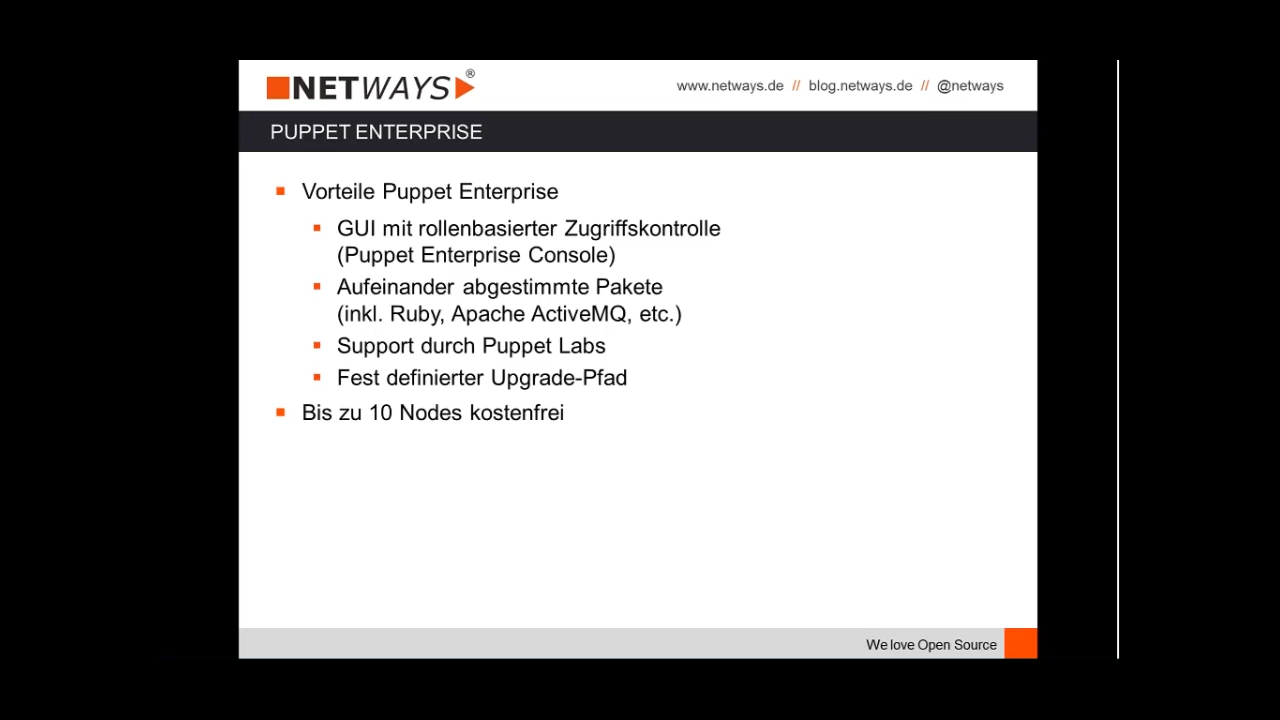 NETWAYS®
www.netways.de // blog.netways.de // @netways
PUPPET ENTERPRISE
Vorteile Puppet Enterprise
GUI mit rollenbasierter Zugriffskontrolle
(Puppet Enterprise Console)
Aufeinander abgestimmte Pakete
(inkl. Ruby, Apache ActiveMQ, etc.)
Support durch Puppet Labs
Fest definierter Upgrade-Pfad
Bis zu 10 Nodes kostenfrei
We love Open Source